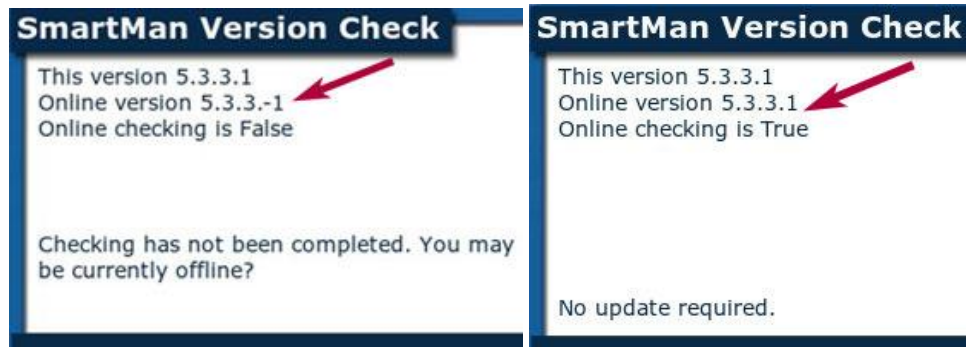 SmartMan Version Check
This version 5.3.3.1
Online version 5.3.3.-1
Online checking is False
Checking has not been completed. You may
be currently offline?
SmartMan Version Check
This version 5.3.3.1
Online version 5.3.3.1
Online checking is True
No update required.